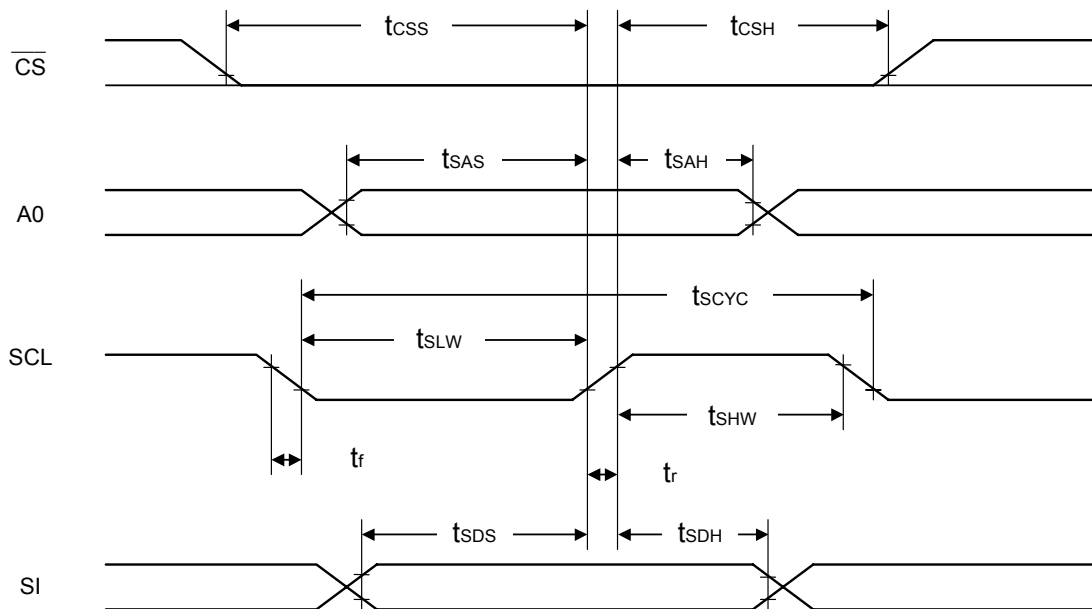 tCSS tCSH
CS
tSAS tSAH
A0
tSCYC
tSLW
SCL
tSHW
tf tr
tSDS tSDH
SI